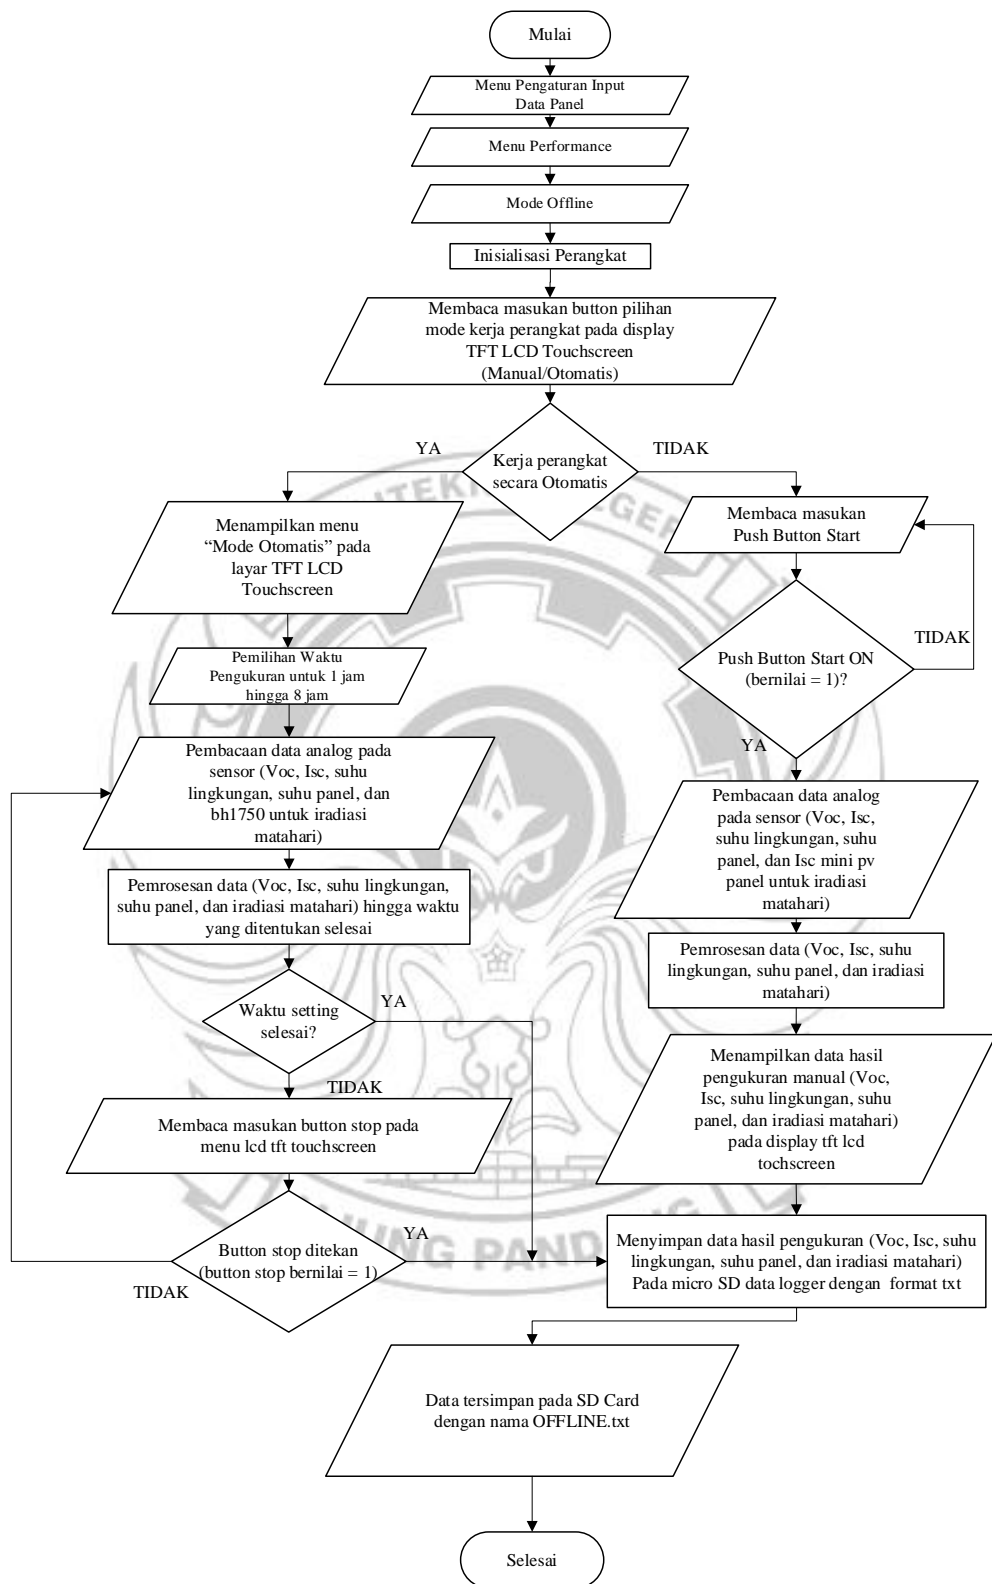 Mulai
Menu Pengaturan Input
Data Panel
Menu Performance
Mode Offline
Inisialisasi Perangkat
Membaca masukan button pilihan
mode kerja perangkat pada display
TFT LCD Touchscreen
(Manual/Otomatis)
YA
Kerja perangkat
secara Otomatis
TIDAK
Menampilkan menu
“Mode Otomatis” pada
layar TFT LCD
Touchscreen
Pemilihan Waktu
Pengukuran untuk 1 jam
hingga 8 jam
Pembacaan data analog pada
sensor (Voc, Isc, suhu
lingkungan, suhu panel, dan
bh1750 untuk iradiasi
matahari)
Pemrosesan data (Voc, Isc, suhu lingkungan,
suhu panel, dan iradiasi matahari) hingga waktu
yang ditentukan selesai
Waktu setting
selesai?
YA
TIDAK
Membaca masukan button stop pada
menu lcd tft touchscreen
Button stop ditekan
(button stop bernilai = 1)
YA
TIDAK
Membaca masukan
Push Button Start
Push Button Start ON
(bernilai = 1)?
TIDAK
YA
Pembacaan data analog
pada sensor (Voc, Isc,
suhu lingkungan, suhu
panel, dan Isc mini pv
panel untuk iradiasi
matahari)
Pemrosesan data (Voc, Isc, suhu
lingkungan, suhu panel, dan iradiasi
matahari)
Menampilkan data hasil
pengukuran manual (Voc,
Isc, suhu lingkungan, suhu
panel, dan iradiasi matahari)
pada display tft lcd
tochscreen
Menyimpan data hasil pengukuran (Voc, Isc, suhu
lingkungan, suhu panel, dan iradiasi matahari)
Pada micro SD data logger dengan format txt
Data tersimpan pada SD Card
dengan nama OFFLINE.txt
Selesai